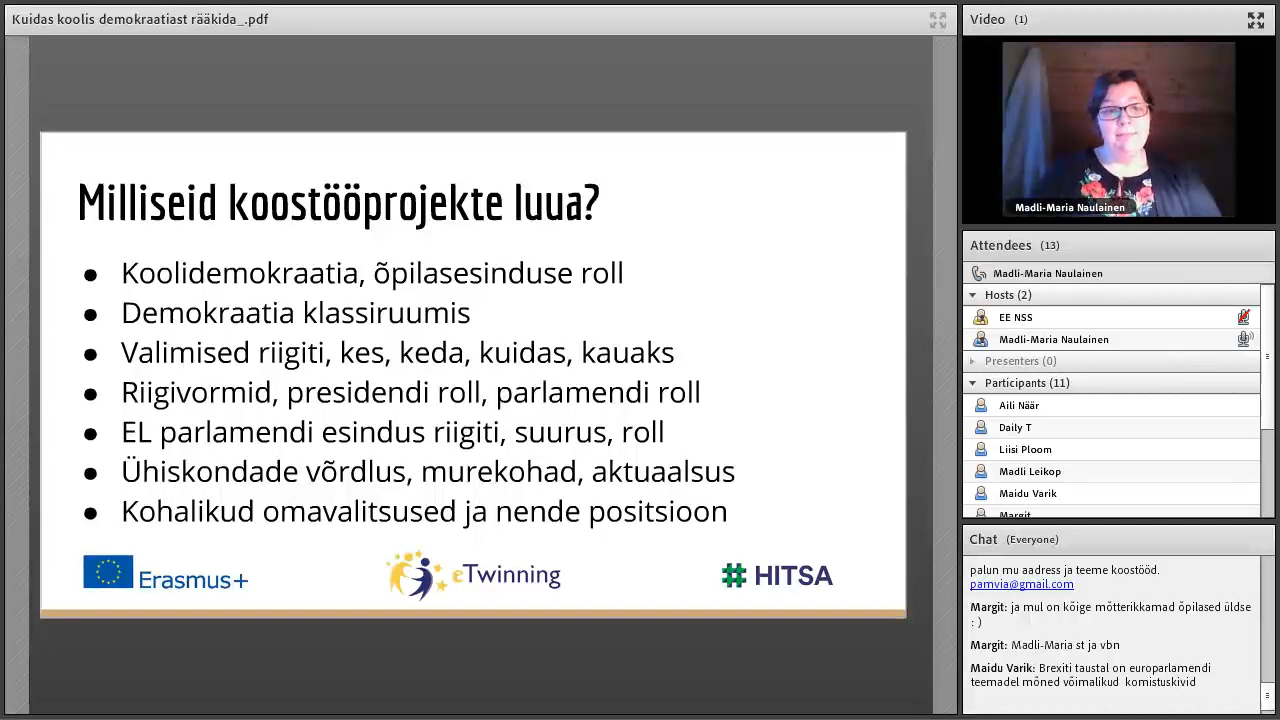 Kuidas koolis demokraatiast rääkida_.pdf
Milliseid koostööprojekte luua?
● Koolidemokraatia, õpilasesinduse roll
● Demokraatia klassiruumis
● Valimised riigiti, kes, keda, kuidas, kauaks
● Riigivormid, presidendi roll, parlamendi roll
● EL parlamendi esindus riigiti, suurus, roll
● Ühiskondade võrdlus, murekohad, aktuaalsus
● Kohalikud omavalitsused ja nende positsioon
Erasmus+
eTwinning
# HITSA
Video (1)
Madli-Maria Naulainen
Attendees (13)
Madli-Maria Naulainen
Hosts (2)
EE NSS
Madli-Maria Naulainen
Presenters (0)
Participants (11)
Aili Näär
Daily T
Liisi Ploom
Madli Leikop
Maidu Varik
Margit
Chat (Everyone)
palun mu aadress ja teeme koostööd.
pamvia@gmail.com
Margit: ja mul on kõige mõtterikkamad õpilased üldse
: )
Margit: Madli-Maria st ja vbn
Maidu Varik: Brexiti taustal on europarlamendi
teemadel mõned võimalikud komistuskivid